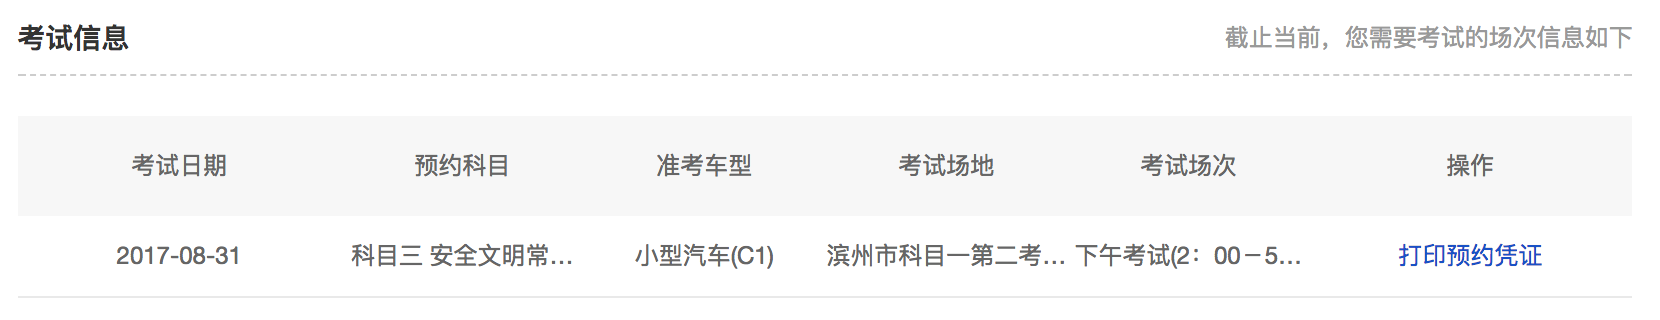 考试信息
截止当前，您需要考试的场次信息如下
考试日期 预约科目 准考车型 考试场地 考试场次 操作
2017-08-31 科目三 安全文明常... 小型汽车(C1) 滨州市科目一第二考... 下午考试(2：00－5... 打印预约凭证